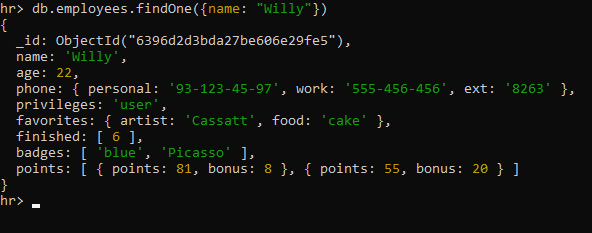 hr> db.employees.findOne({name: "Willy"})
{
  _id: ObjectId("6396d2d3bda27be606e29fe5"),
  name: 'Willy',
  age: 22,
  phone: { personal: '93-123-45-97', work: '555-456-456', ext: '8263' },
  privileges: 'user',
  favorites: { artist: 'Cassatt', food: 'cake' },
  finished: [ 6 ],
  badges: [ 'blue', 'Picasso' ],
  points: [ { points: 81, bonus: 8 }, { points: 55, bonus: 20 } ]
}
hr>